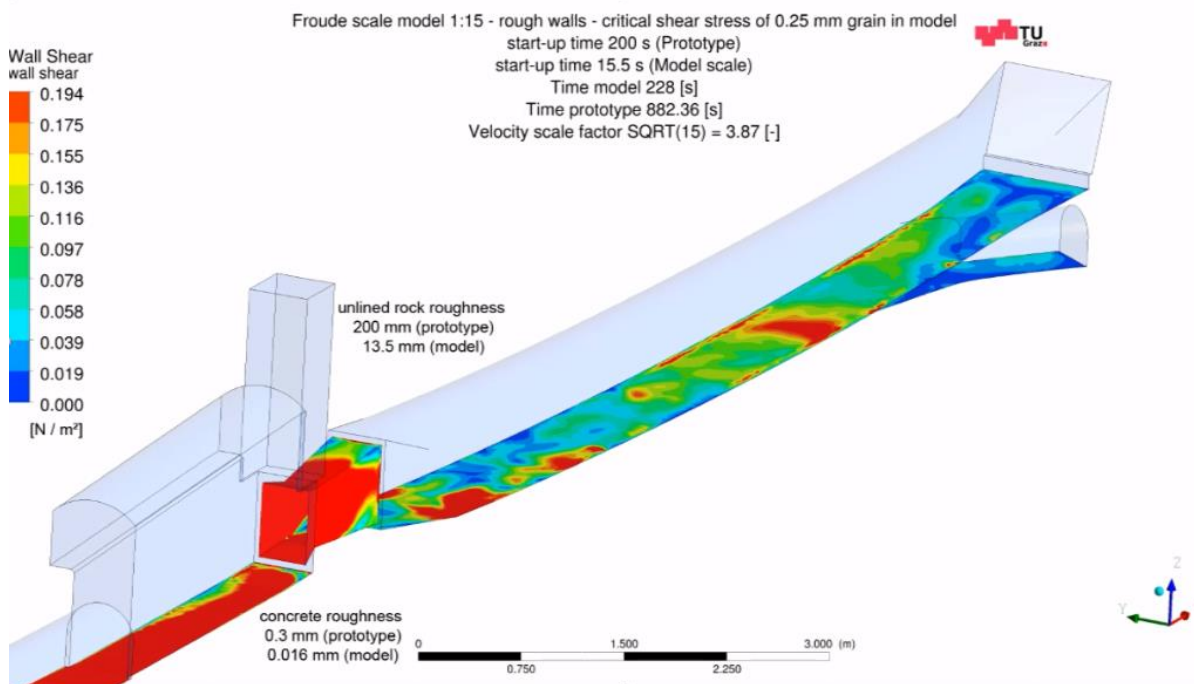 Froude scale model 1:15 - rough walls - critical shear stress of 0.25 mm grain in model
start-up time 200 s (Prototype)
start-up time 15.5 s (Model scale)
Time model 228 [s]
Time prototype 882.36 [s]
Velocity scale factor SQRT(15) = 3.87 [-]
TU
Graz
Wall Shear
wall shear
0.194
0.175
0.155
0.136
0.116
0.097
0.078
0.058
0.039
0.019
0.000
[N / m²]
unlined rock roughness
200 mm (prototype)
13.5 mm (model)
concrete roughness
0.3 mm (prototype)
0.016 mm (model)
0 1.500 3.000 (m)
0.750 2.250
Z
Y